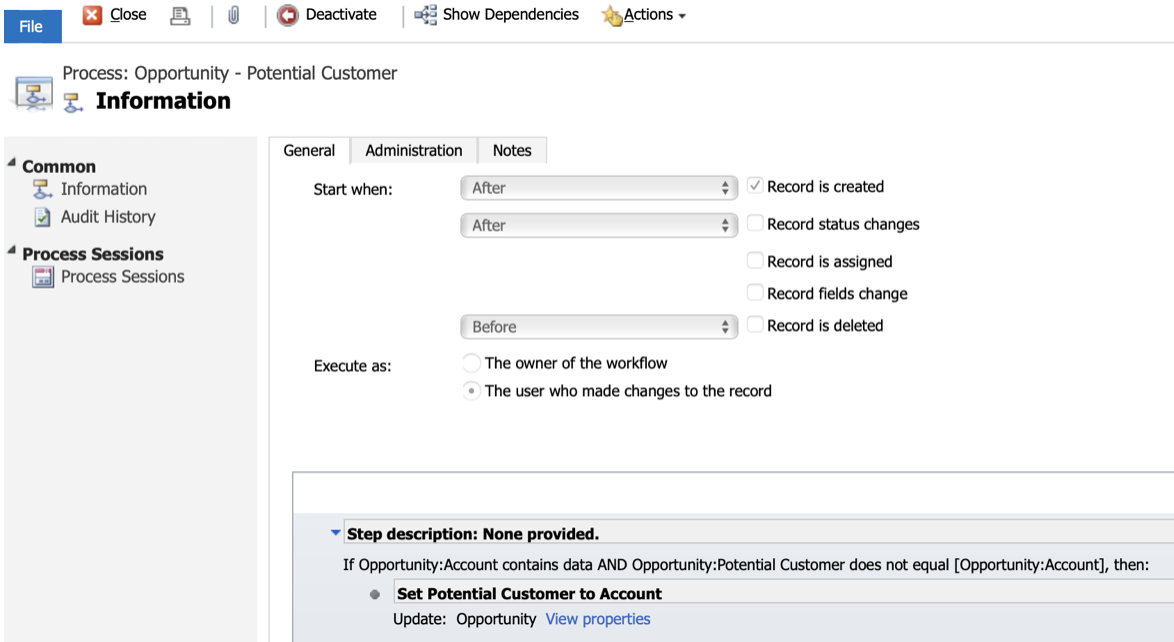 File
Close
Deactivate
Show Dependencies
Actions
Process: Opportunity - Potential Customer
Information
Common
Information
Audit History
Process Sessions
Process Sessions
General Administration Notes
Start when: After Record is created
After Record status changes
Record is assigned
Record fields change
Before Record is deleted
Execute as: The owner of the workflow
The user who made changes to the record
Step description: None provided.
If Opportunity:Account contains data AND Opportunity:Potential Customer does not equal [Opportunity:Account], then:
Set Potential Customer to Account
Update: Opportunity View properties